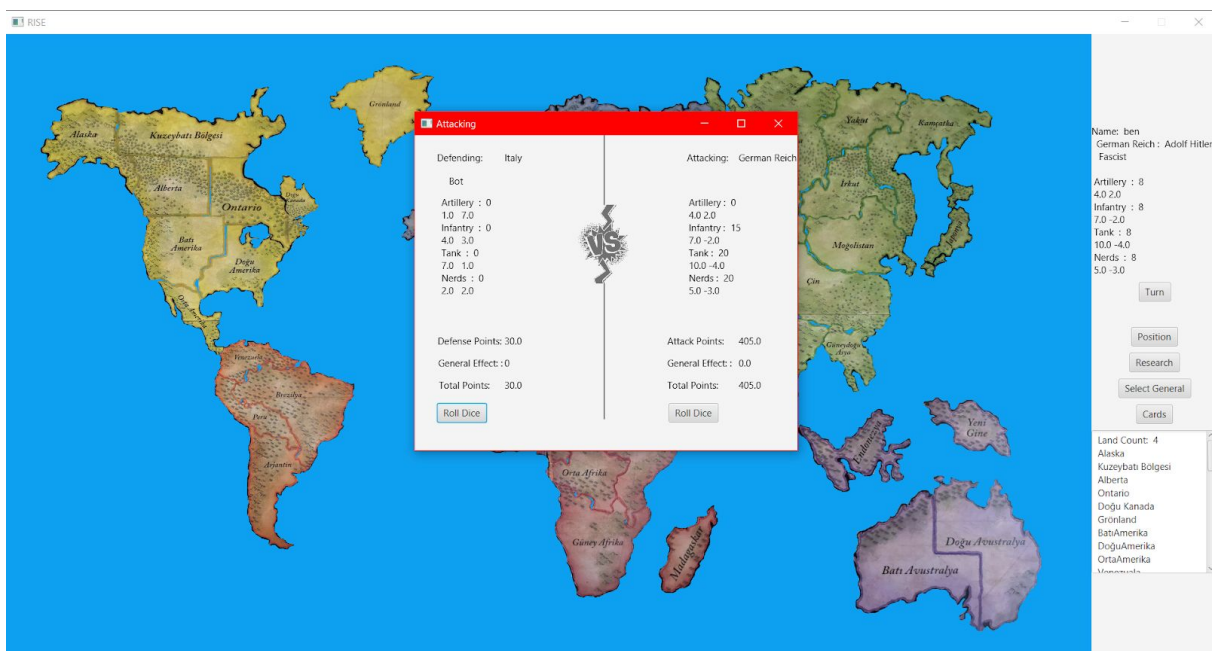 RISE
Alaska
Kuzeybatı Bölgesi
Grönland
Alberta
Ontario
Doğu
Kanada
Batı
Amerika
Doğu
Amerika
Orta Amerika
Venezuela
Brezilya
Peru
Arjantin
Attacking
Defending: Italy
Bot
Artillery : 0
1.0 7.0
Infantry : 0
4.0 3.0
Tank : 0
7.0 1.0
Nerds : 0
2.0 2.0
Defense Points: 30.0
General Effect: : 0
Total Points: 30.0
Roll Dice
VS
Attacking: German Reich
Artillery : 0
4.0 2.0
Infantry : 15
7.0 -2.0
Tank : 20
10.0 -4.0
Nerds : 20
5.0 -3.0
Attack Points: 405.0
General Effect: : 0.0
Total Points: 405.0
Roll Dice
Yakut
Kamçatka
Irkut
Moğolistan
Japonya
Çin
Güneydoğu
Asya
Orta Afrika
Güney Afrika
Madagaskar
Endonezya
Yeni
Gine
Batı Avustralya
Doğu Avustralya
Name: ben
German Reich : Adolf Hitler
Fascist
Artillery : 8
4.0 2.0
Infantry : 8
7.0 -2.0
Tank : 8
10.0 -4.0
Nerds : 8
5.0 -3.0
Turn
Position
Research
Select General
Cards
Land Count: 4
Alaska
Kuzeybatı Bölgesi
Alberta
Ontario
Doğu Kanada
Grönland
BatıAmerika
DoğuAmerika
OrtaAmerika
Venezuala